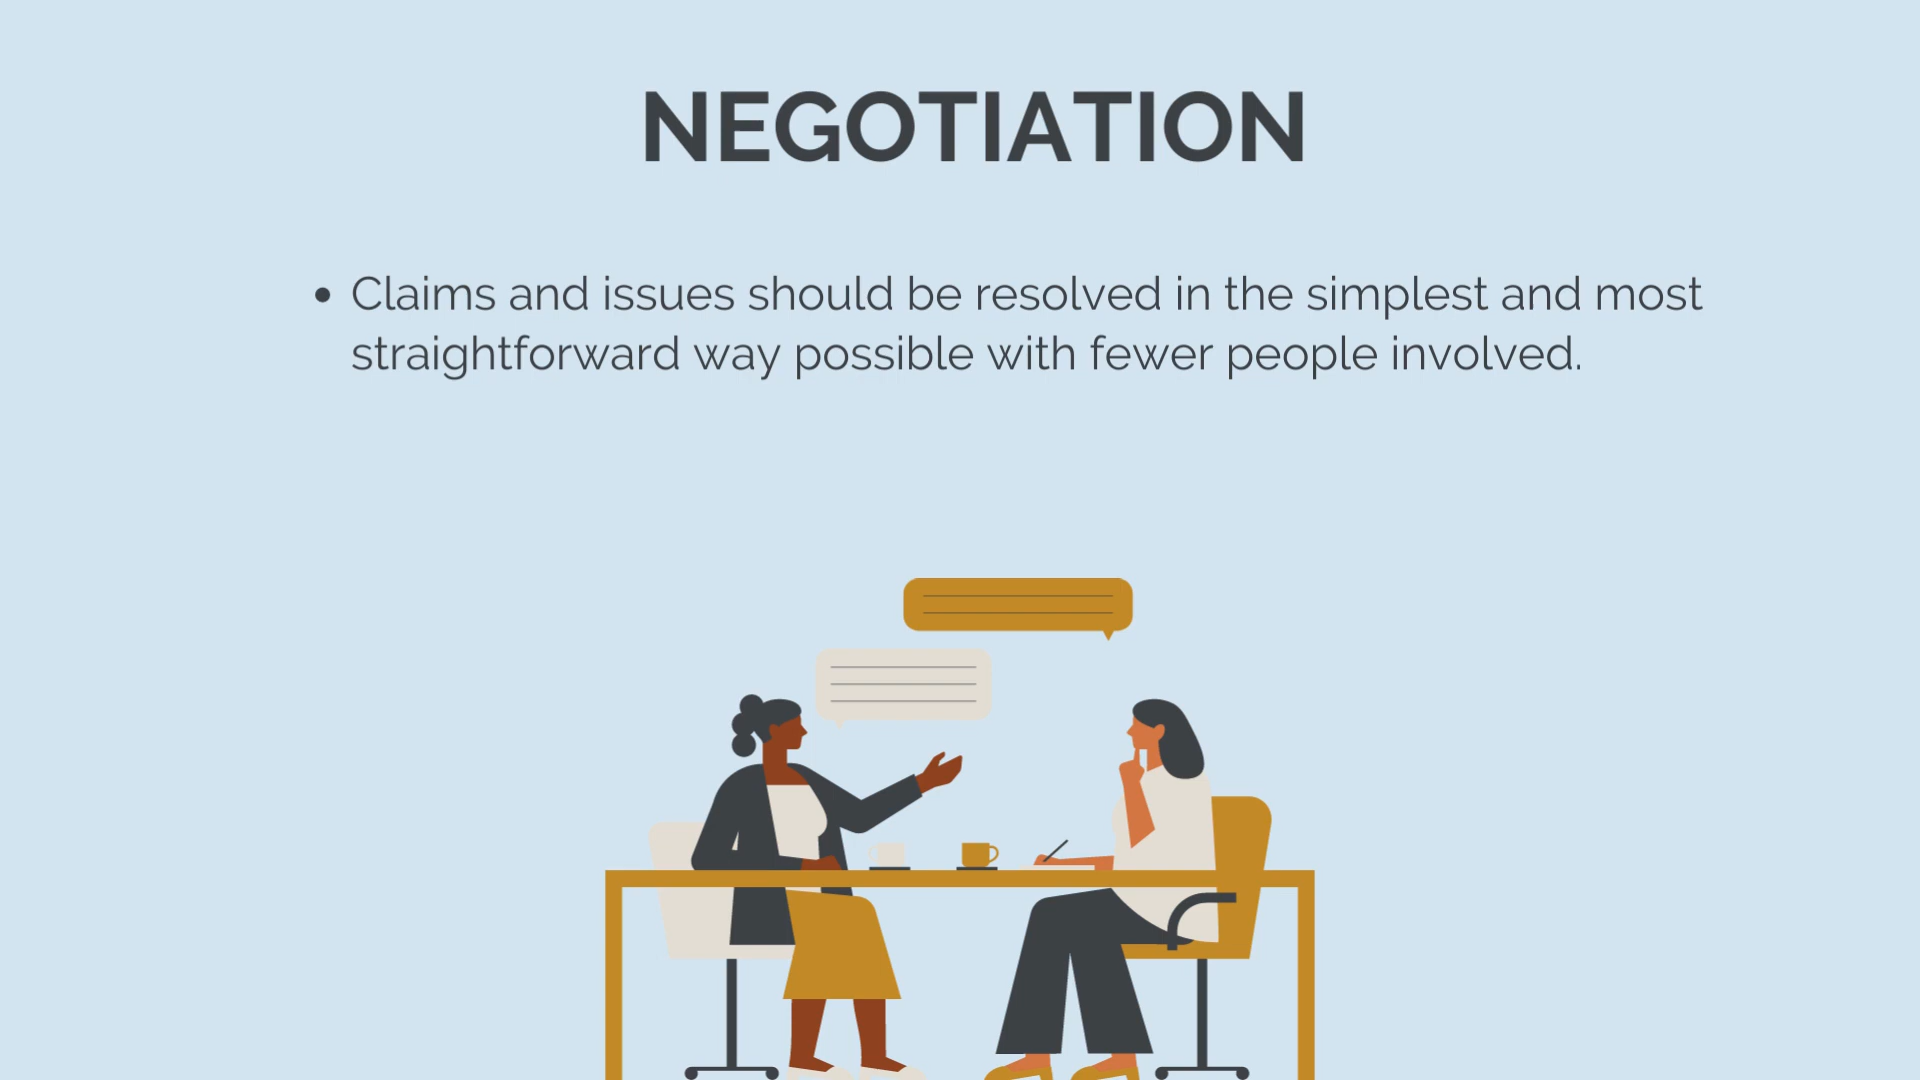 NEGOTIATION
• Claims and issues should be resolved in the simplest and most
straightforward way possible with fewer people involved.